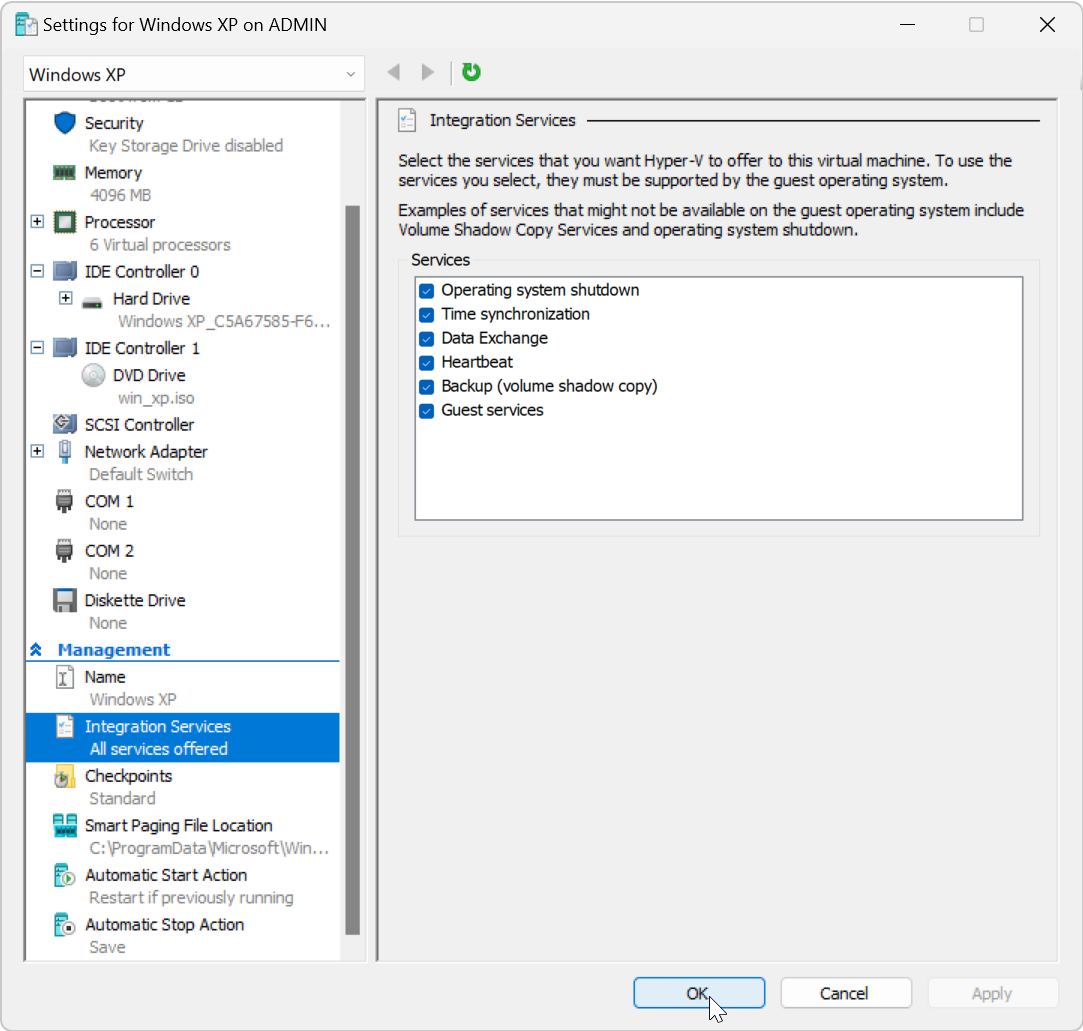 Settings for Windows XP on ADMIN
Windows XP
Security
Key Storage Drive disabled
Memory
4096 MB
Processor
6 Virtual processors
IDE Controller 0
Hard Drive
Windows XP_C5A67585-F6...
IDE Controller 1
DVD Drive
win_xp.iso
SCSI Controller
Network Adapter
Default Switch
COM 1
None
COM 2
None
Diskette Drive
None
Management
Name
Windows XP
Integration Services
All services offered
Checkpoints
Standard
Smart Paging File Location
C:\ProgramData\Microsoft\Win...
Automatic Start Action
Restart if previously running
Automatic Stop Action
Save
Integration Services
Select the services that you want Hyper-V to offer to this virtual machine. To use the
services you select, they must be supported by the guest operating system.
Examples of services that might not be available on the guest operating system include
Volume Shadow Copy Services and operating system shutdown.
Services
Operating system shutdown
Time synchronization
Data Exchange
Heartbeat
Backup (volume shadow copy)
Guest services
OK
Cancel
Apply